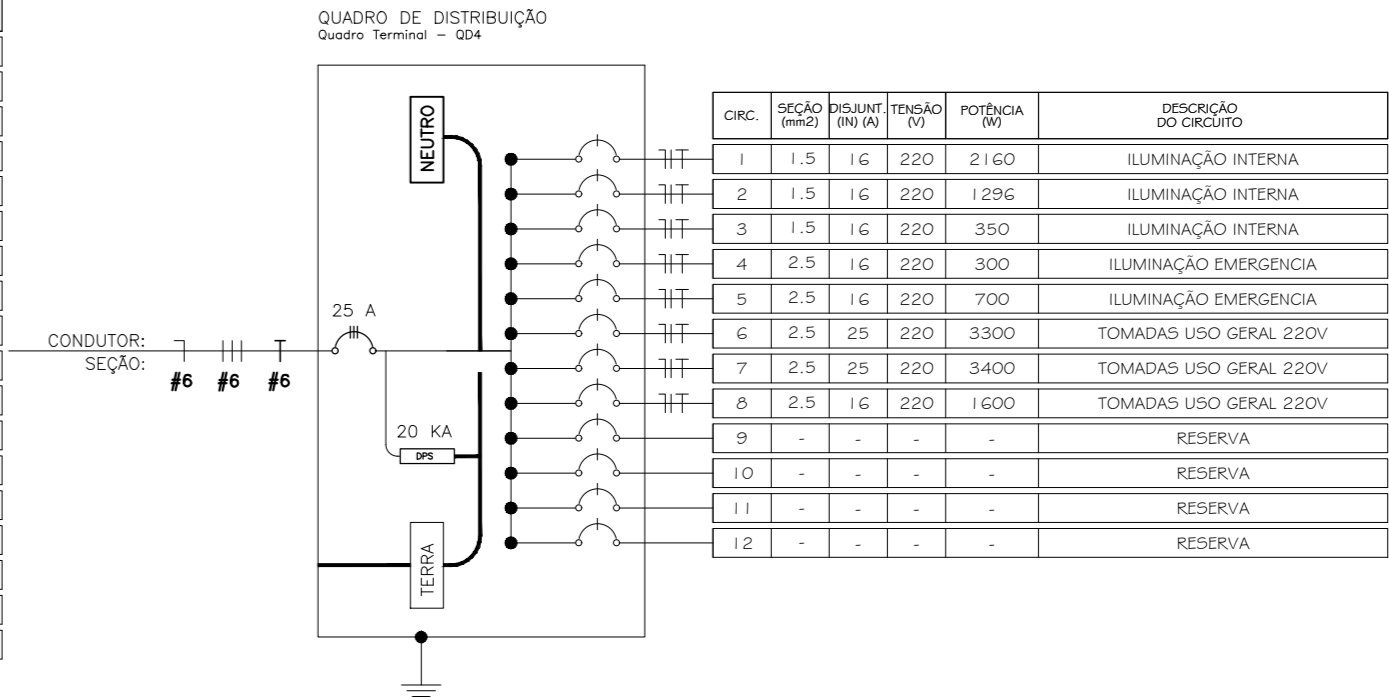 QUADRO DE DISTRIBUIÇÃO
Quadro Terminal – QD4
NEUTRO
25 A
CONDUTOR:
SEÇÃO:
#6 #6 #6
20 KA
DPS
TERRA
CIRC. SEÇÃO (mm2) DISJUNT. (IN) (A) TENSÃO (V) POTÊNCIA (W) DESCRIÇÃO DO CIRCUITO
1 1.5 16 220 2160 ILUMINAÇÃO INTERNA
2 1.5 16 220 1296 ILUMINAÇÃO INTERNA
3 1.5 16 220 350 ILUMINAÇÃO INTERNA
4 2.5 16 220 300 ILUMINAÇÃO EMERGENCIA
5 2.5 16 220 700 ILUMINAÇÃO EMERGENCIA
6 2.5 25 220 3300 TOMADAS USO GERAL 220V
7 2.5 25 220 3400 TOMADAS USO GERAL 220V
8 2.5 16 220 1600 TOMADAS USO GERAL 220V
9 - - - - RESERVA
10 - - - - RESERVA
11 - - - - RESERVA
12 - - - - RESERVA